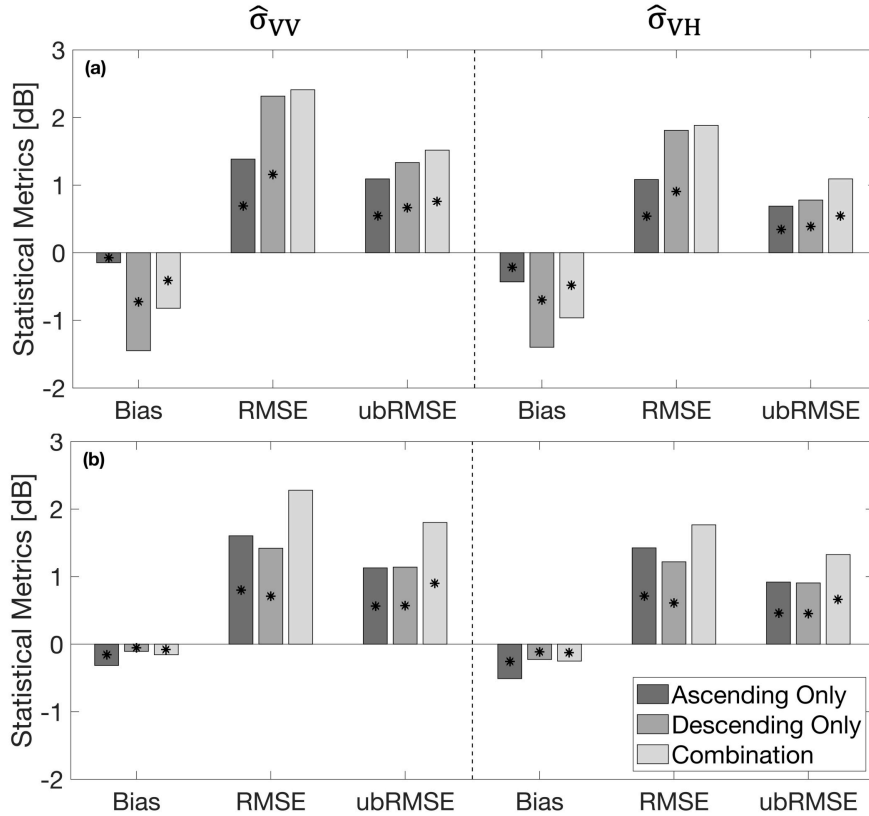 σ̂VV σ̂VH
(a)
Statistical Metrics [dB]
3
2
1
0
-1
-2
Bias RMSE ubRMSE Bias RMSE ubRMSE
(b)
Statistical Metrics [dB]
3
2
1
0
-1
-2
Ascending Only
Descending Only
Combination
Bias RMSE ubRMSE Bias RMSE ubRMSE